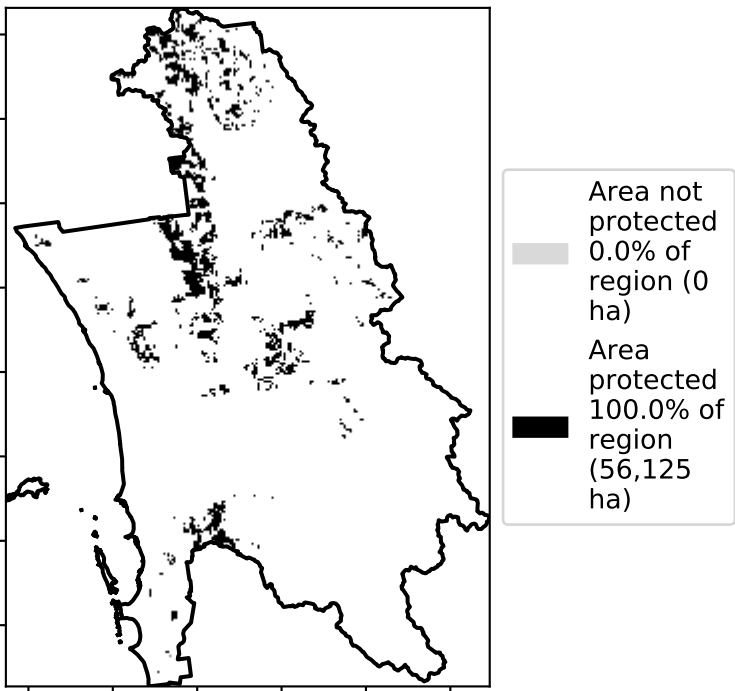 Area not
protected
0.0% of
region (0
ha)
Area
protected
100.0% of
region
(56,125
ha)